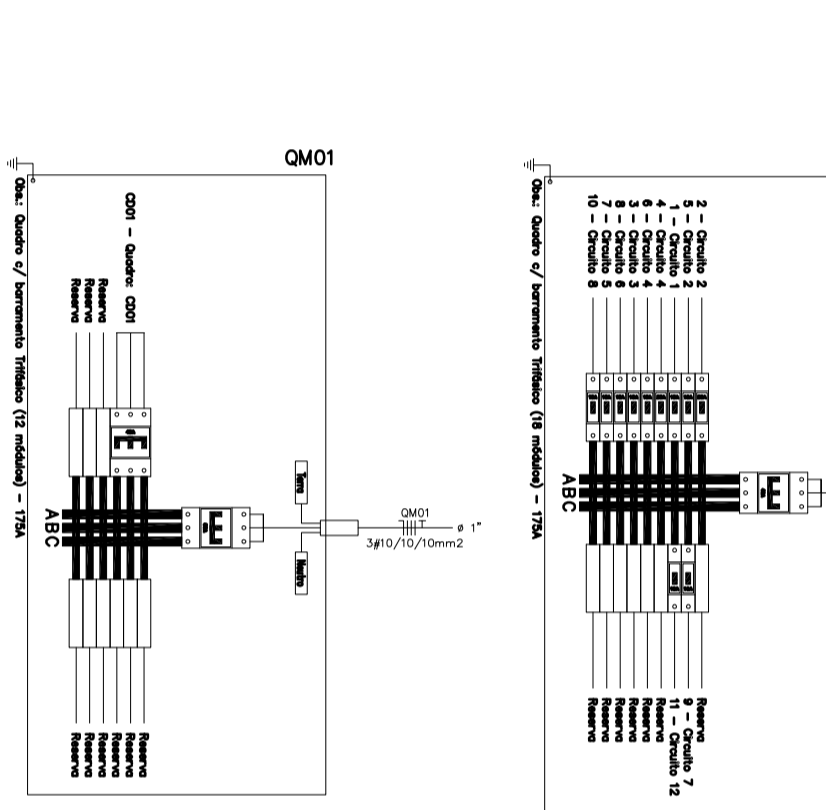 QM01
CD01 – Quadro: CD01
Reserva
Reserva
Reserva
Terra
Neutro
QM01
ø 1"
3#10/10/10mm2
ABC
Reserva
Reserva
Reserva
Reserva
Reserva
Reserva
Obs.: Quadro c/ barramento Trifásico (12 módulos) – 175A
2 – Circuito 2
5 – Circuito 2
1 – Circuito 1
4 – Circuito 4
6 – Circuito 4
3 – Circuito 3
8 – Circuito 6
7 – Circuito 5
10 – Circuito 8
ABC
Reserva
9 – Circuito 7
11 – Circuito 12
Reserva
Reserva
Reserva
Reserva
Reserva
Reserva
Obs.: Quadro c/ barramento Trifásico (18 módulos) – 175A